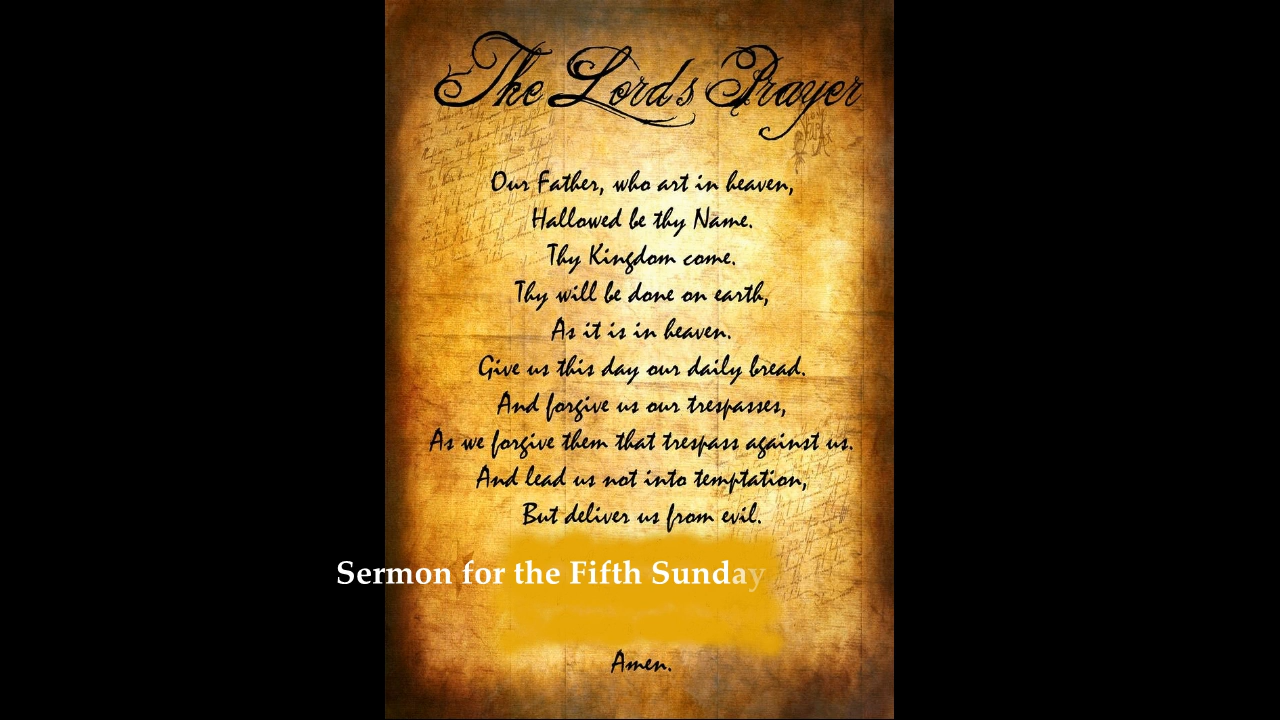 The Lord's Prayer
Our Father, who art in heaven,
Hallowed be thy Name.
Thy Kingdom come.
Thy will be done on earth,
As it is in heaven.
Give us this day our daily bread.
And forgive us our trespasses,
As we forgive them that trespass against us.
And lead us not into temptation,
But deliver us from evil.
Sermon for the Fifth Sunday
Amen.